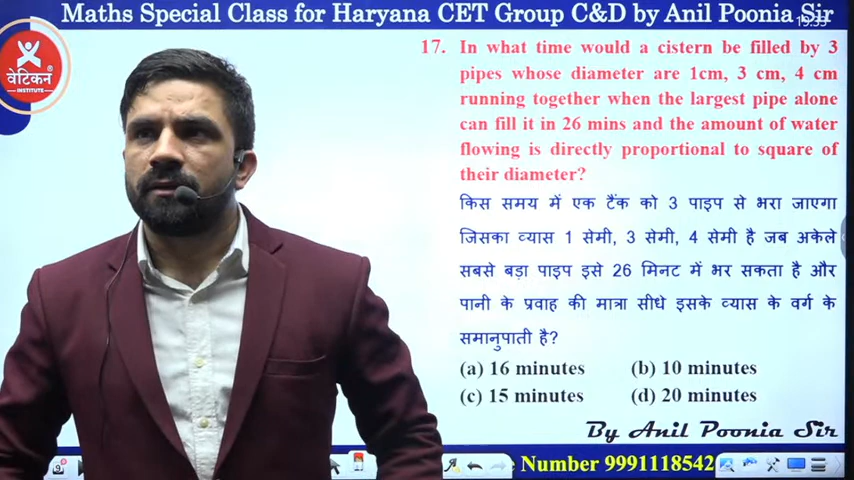 Maths Special Class for Haryana CET Group C&D by Anil Poonia Sir
19:33
वेटिकन
INSTITUTE
17. In what time would a cistern be filled by 3
pipes whose diameter are 1cm, 3 cm, 4 cm
running together when the largest pipe alone
can fill it in 26 mins and the amount of water
flowing is directly proportional to square of
their diameter?
किस समय में एक टैंक को 3 पाइप से भरा जाएगा
जिसका व्यास 1 सेमी, 3 सेमी, 4 सेमी है जब अकेले
सबसे बड़ा पाइप इसे 26 मिनट में भर सकता है और
पानी के प्रवाह की मात्रा सीधे इसके व्यास के वर्ग के
समानुपाती है?
(a) 16 minutes (b) 10 minutes
(c) 15 minutes (d) 20 minutes
By Anil Poonia Sir
Number 9991118542